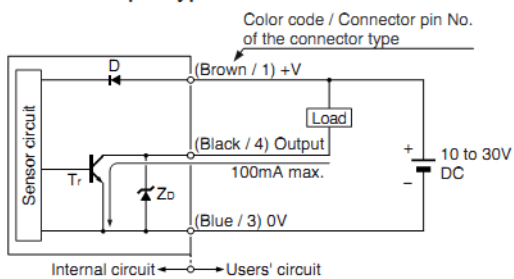 Color code / Connector pin No.
of the connector type
D
(Brown / 1) +V
Load
Sensor circuit
(Black / 4) Output
+
10 to 30V
100mA max.
−
DC
Tr
ZD
(Blue / 3) 0V
Internal circuit
Users' circuit